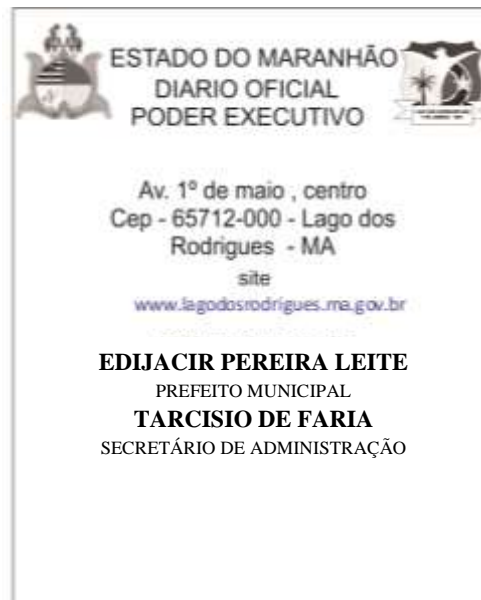 ESTADO DO MARANHÃO
DIARIO OFICIAL
PODER EXECUTIVO
Av. 1º de maio , centro
Cep - 65712-000 - Lago dos
Rodrigues - MA
site
www.lagodosrodrigues.ma.gov.br
EDIJACIR PEREIRA LEITE
PREFEITO MUNICIPAL
TARCISIO DE FARIA
SECRETÁRIO DE ADMINISTRAÇÃO